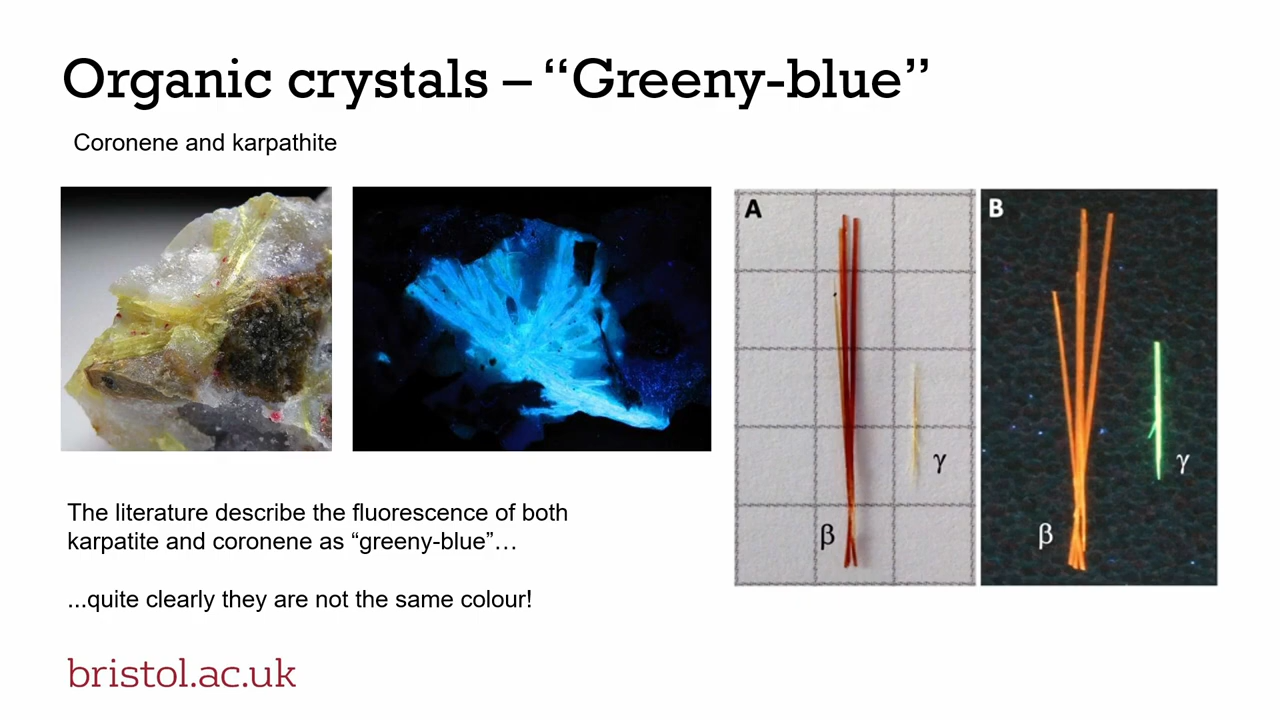 Organic crystals – “Greeny-blue”
Coronene and karpathite
A
B
γ
γ
β
β
The literature describe the fluorescence of both
karpatite and coronene as “greeny-blue”…
...quite clearly they are not the same colour!
bristol.ac.uk